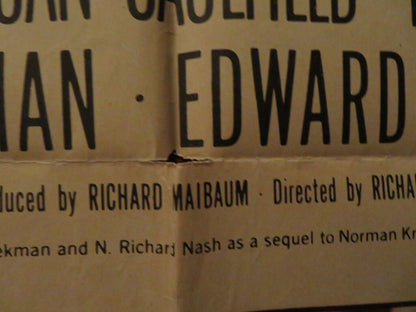 OAN CAULFIELD
MAN · EDWARD
duced by RICHARD MAIBAUM · Directed by RICHA
ekman and N. Richard Nash as a sequel to Norman Kr